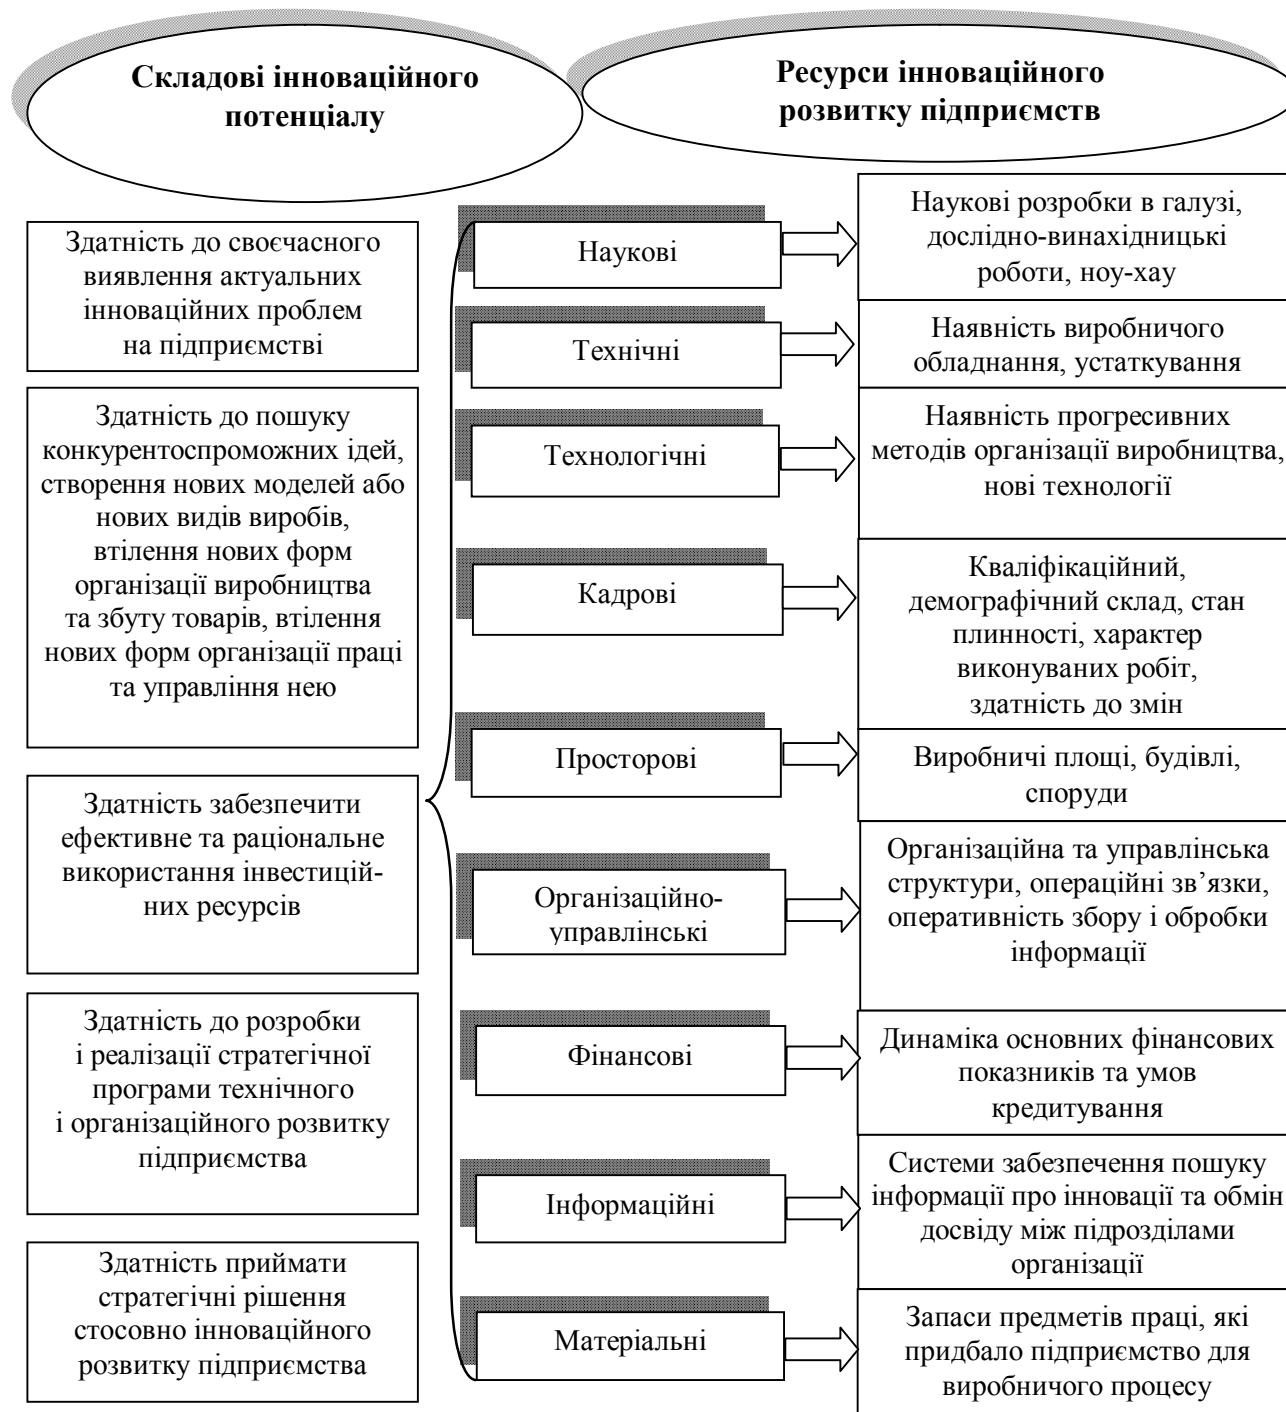 Складові інноваційного
потенціалу
Ресурси інноваційного
розвитку підприємств
Здатність до своєчасного
виявлення актуальних
інноваційних проблем
на підприємстві
Здатність до пошуку
конкурентоспроможних ідей,
створення нових моделей або
нових видів виробів,
втілення нових форм
організації виробництва
та збуту товарів, втілення
нових форм організації праці
та управління нею
Здатність забезпечити
ефективне та раціональне
використання інвестицій-
них ресурсів
Здатність до розробки
і реалізації стратегічної
програми технічного
і організаційного розвитку
підприємства
Здатність приймати
стратегічні рішення
стосовно інноваційного
розвитку підприємства
Наукові
Наукові розробки в галузі,
дослідно-винахідницькі
роботи, ноу-хау
Технічні
Наявність виробничого
обладнання, устаткування
Технологічні
Наявність прогресивних
методів організації виробництва,
нові технології
Кадрові
Кваліфікаційний,
демографічний склад, стан
плинності, характер
виконуваних робіт,
здатність до змін
Просторові
Виробничі площі, будівлі,
споруди
Організаційно-
управлінські
Організаційна та управлінська
структури, операційні зв’язки,
оперативність збору і обробки
інформації
Фінансові
Динаміка основних фінансових
показників та умов
кредитування
Інформаційні
Системи забезпечення пошуку
інформації про інновації та обмін
досвіду між підрозділами
організації
Матеріальні
Запаси предметів праці, які
придбало підприємство для
виробничого процесу